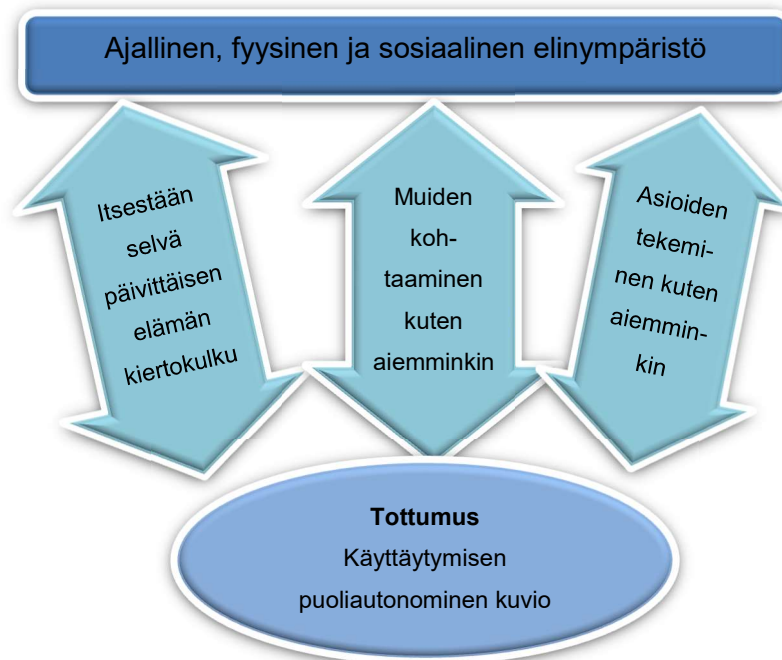 Ajallinen, fyysinen ja sosiaalinen elinympäristö
Itsestään
selvä
päivittäisen
elämän
kiertokulku
Muiden
koh-
taaminen
kuten
aiemminkin
Asioiden
tekemi-
nen kuten
aiemmin-
kin
Tottumus
Käyttäytymisen
puoliautonominen kuvio